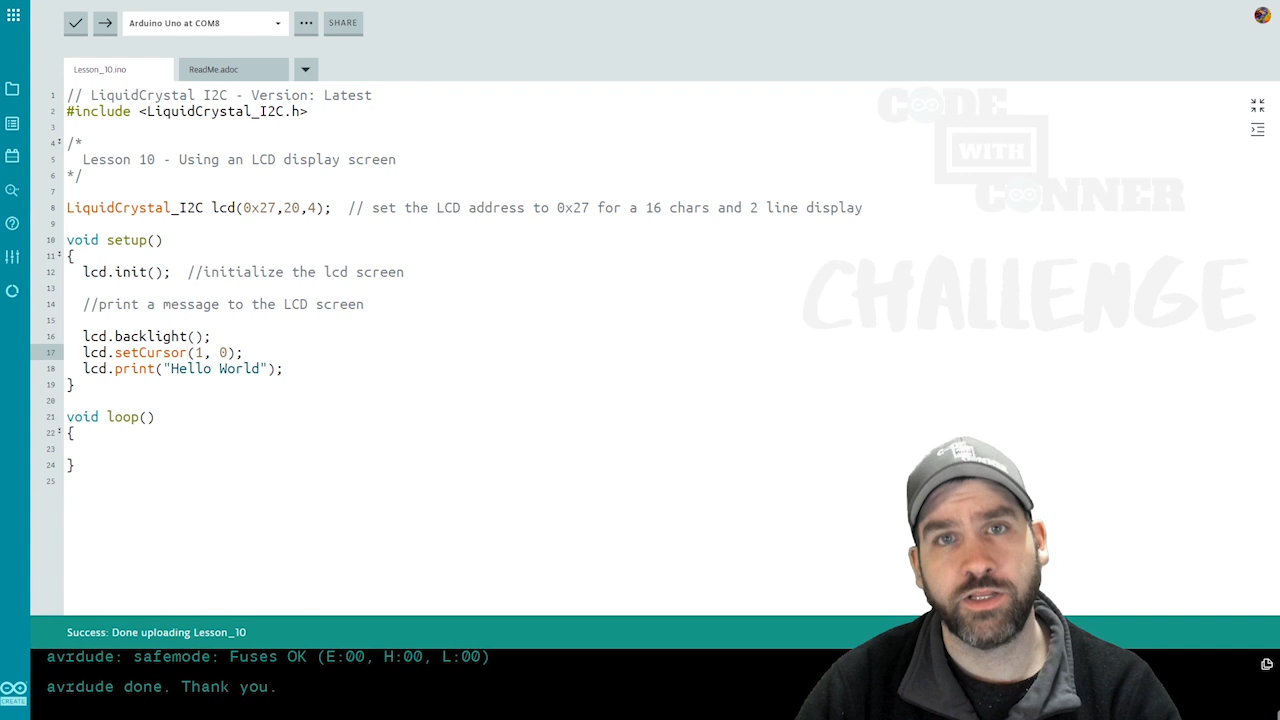 Arduino Uno at COM8
SHARE
Lesson_10.ino
ReadMe.adoc
1 // LiquidCrystal I2C - Version: Latest
2 #include <LiquidCrystal_I2C.h>
3
4 /*
5 Lesson 10 - Using an LCD display screen
6 */
7
8 LiquidCrystal_I2C lcd(0x27,20,4); // set the LCD address to 0x27 for a 16 chars and 2 line display
9
10 void setup()
11 {
12 lcd.init(); //initialize the lcd screen
13
14 //print a message to the LCD screen
15
16 lcd.backlight();
17 lcd.setCursor(1, 0);
18 lcd.print("Hello World");
19 }
20
21 void loop()
22 {
23
24 }
25
CODE
WITH
CONNER
CHALLENGE
Success: Done uploading Lesson_10
avrdude: safemode: Fuses OK (E:00, H:00, L:00)
avrdude done. Thank you.
CREATE